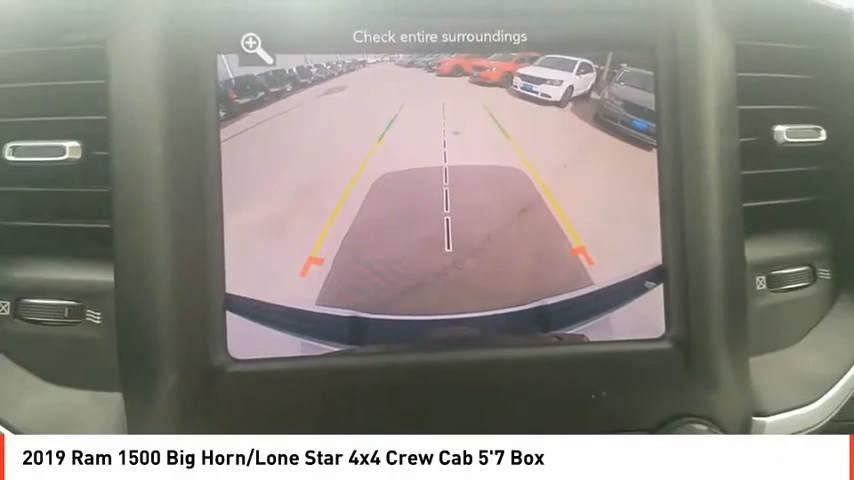 Check entire surroundings
2019 Ram 1500 Big Horn/Lone Star 4x4 Crew Cab 5'7 Box